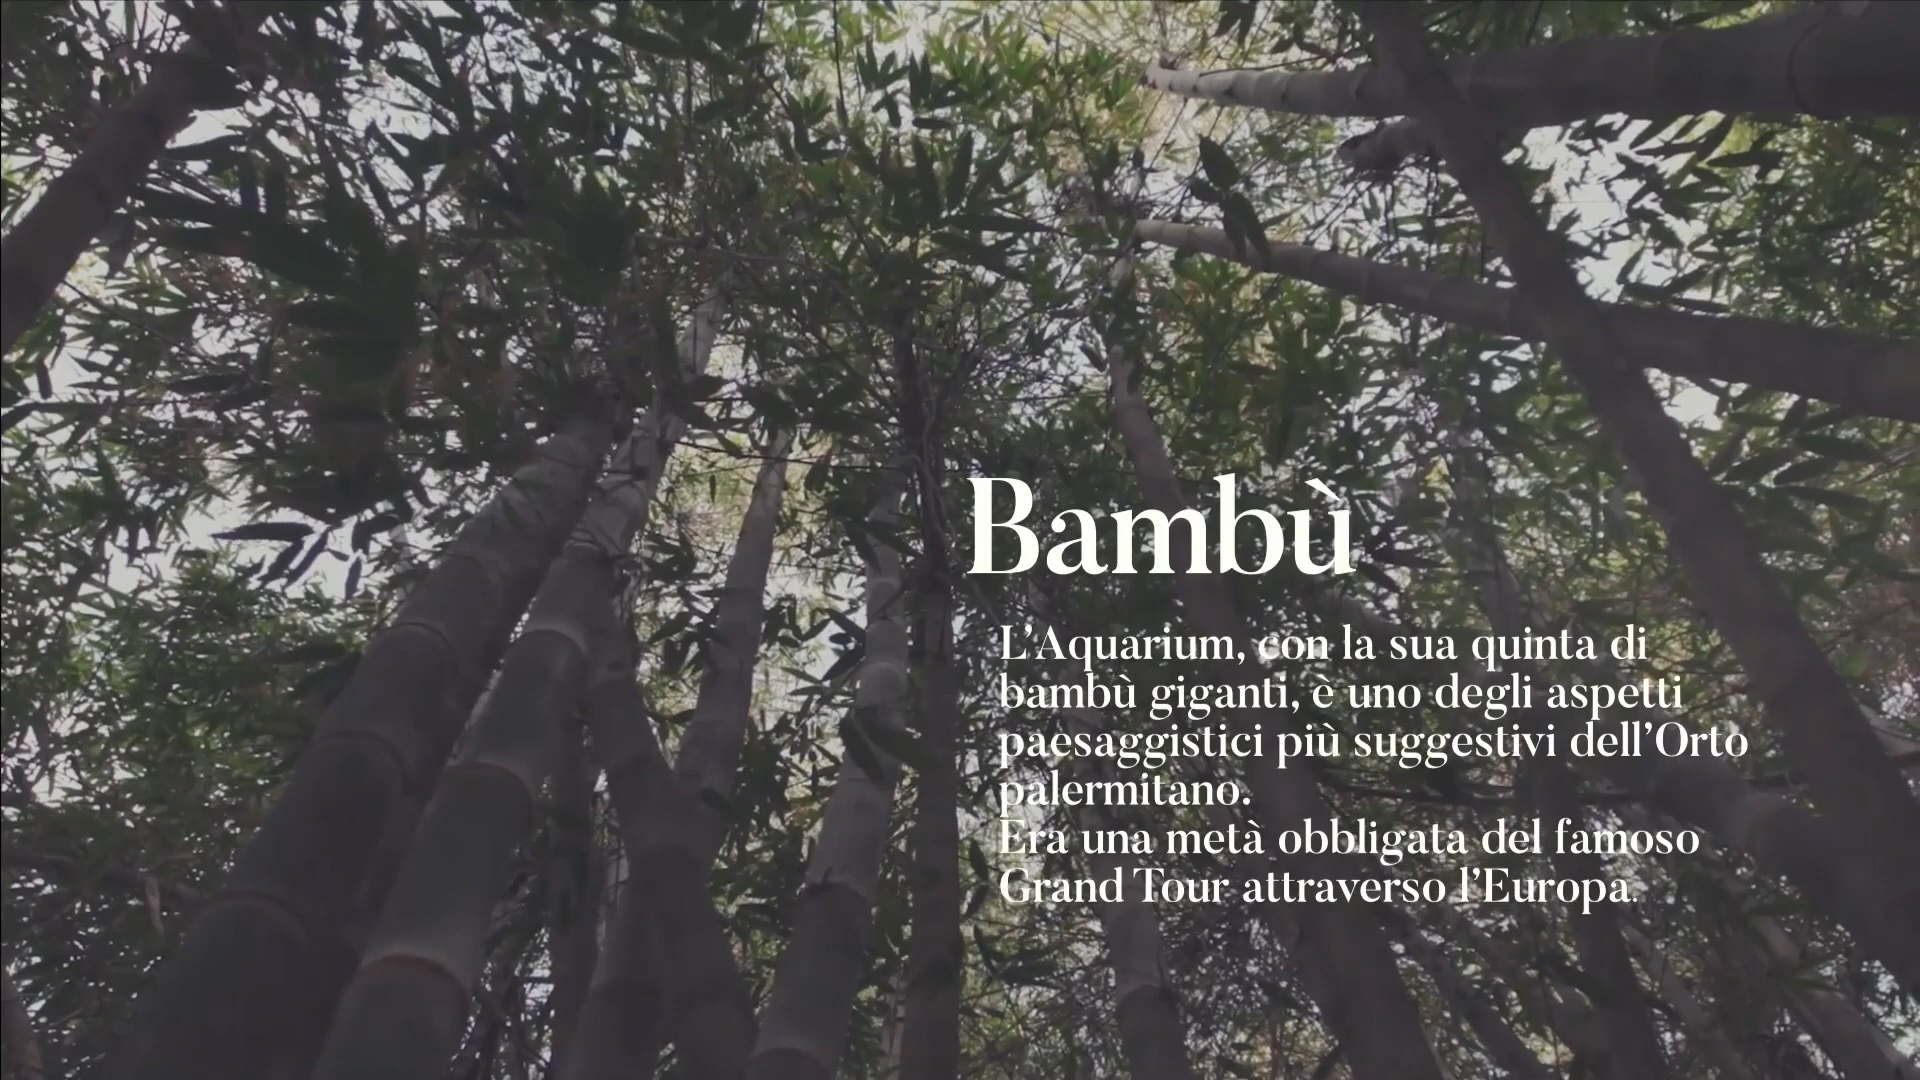 Bambù
L’Aquarium, con la sua quinta di
bambù giganti, è uno degli aspetti
paesaggistici più suggestivi dell’Orto
palermitano.
Era una metà obbligata del famoso
Grand Tour attraverso l’Europa.